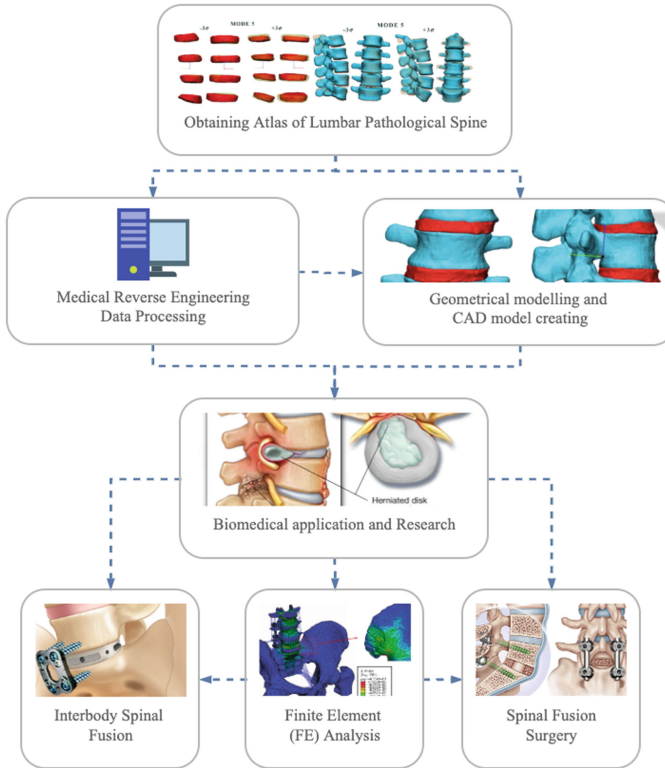 MODE 5
MODE 5
-3σ
+3σ
-3σ
+3σ
Obtaining Atlas of Lumbar Pathological Spine
Medical Reverse Engineering
Data Processing
Geometrical modelling and
CAD model creating
Herniated disk
Biomedical application and Research
Interbody Spinal
Fusion
Finite Element
(FE) Analysis
Spinal Fusion
Surgery